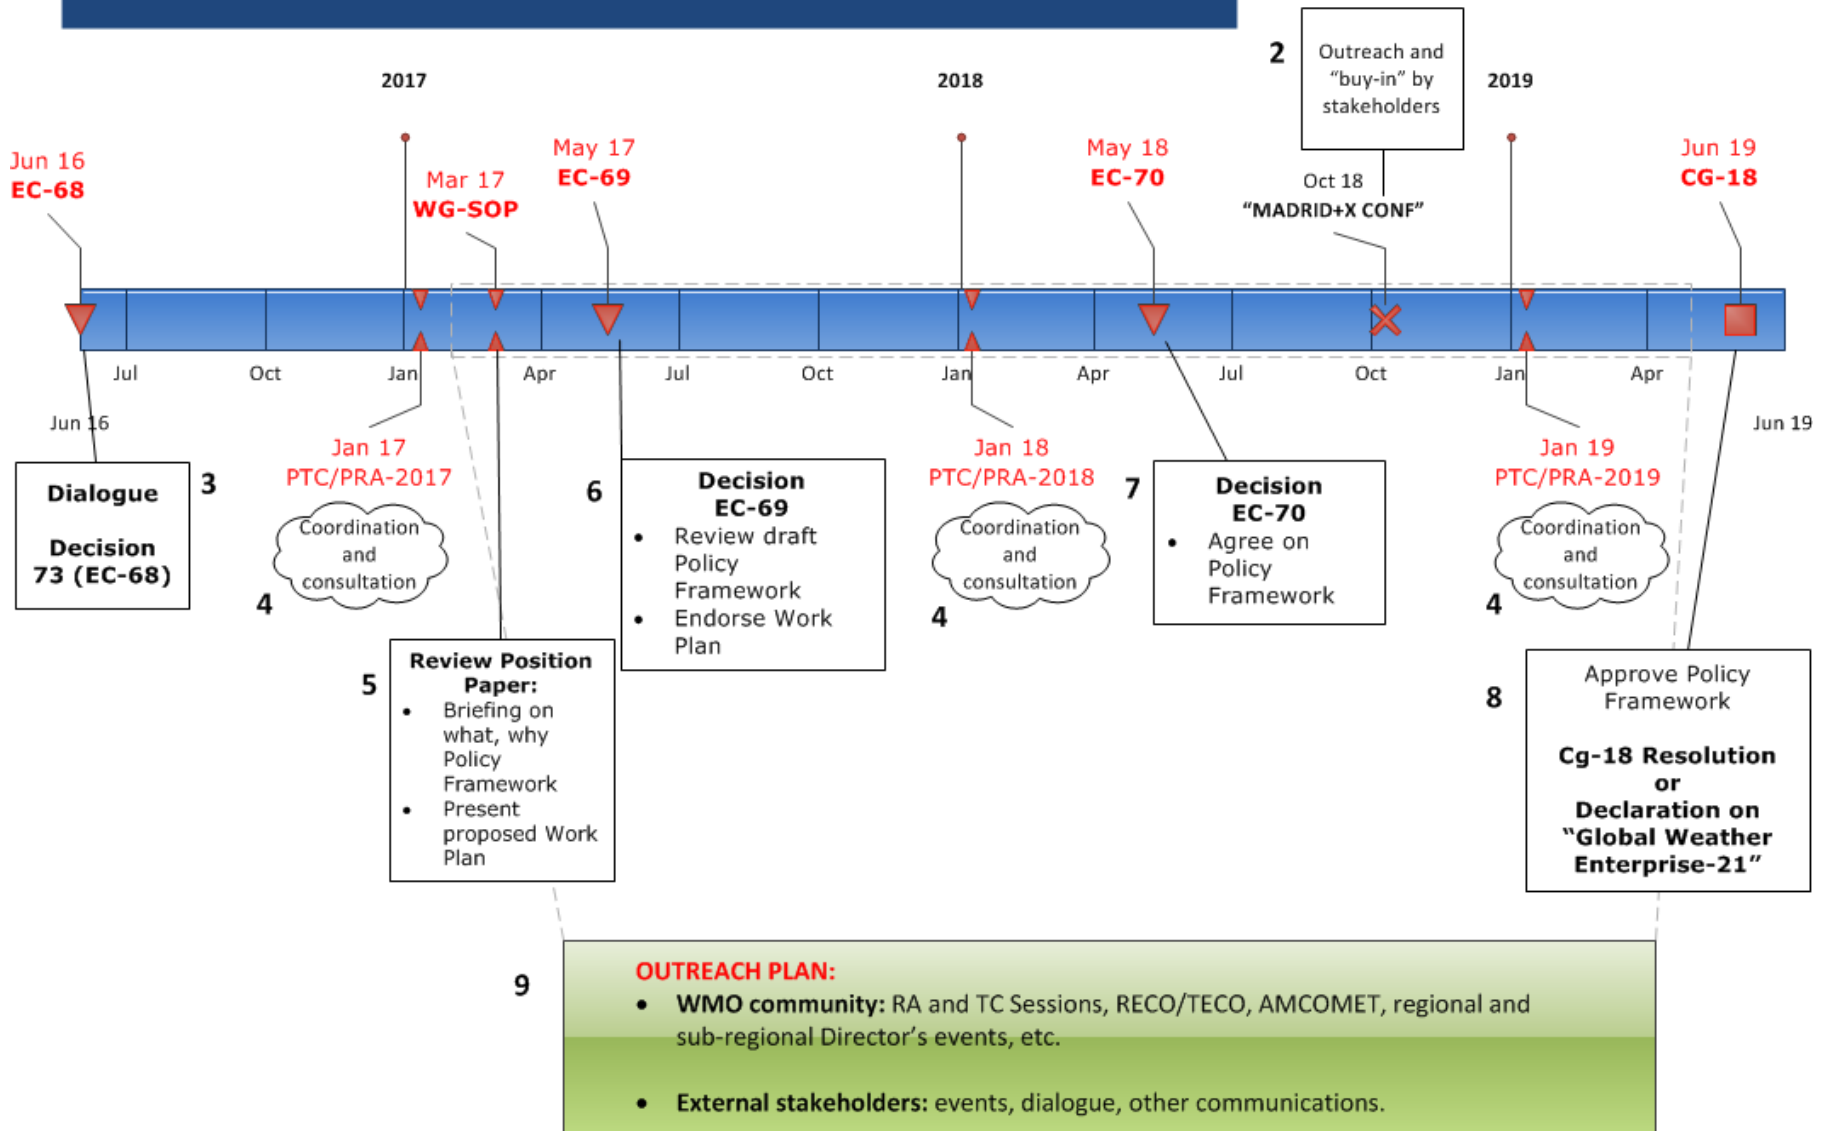 2
Outreach and
“buy-in” by
stakeholders
2017
2018
2019
Jun 16
EC-68
Mar 17
WG-SOP
May 17
EC-69
May 18
EC-70
Oct 18
“MADRID+X CONF”
Jun 19
CG-18
Jul
Oct
Jan
Apr
Jul
Oct
Jan
Apr
Jul
Oct
Jan
Apr
Jun 16
Jun 19
Dialogue
Decision
73 (EC-68)
3
Jan 17
PTC/PRA-2017
Coordination
and
consultation
4
5
Review Position
Paper:
• Briefing on
what, why
Policy
Framework
• Present
proposed Work
Plan
6
Decision
EC-69
• Review draft
Policy
Framework
• Endorse Work
Plan
Jan 18
PTC/PRA-2018
Coordination
and
consultation
4
7
Decision
EC-70
• Agree on
Policy
Framework
Jan 19
PTC/PRA-2019
Coordination
and
consultation
4
8
Approve Policy
Framework
Cg-18 Resolution
or
Declaration on
“Global Weather
Enterprise-21”
9
OUTREACH PLAN:
• WMO community: RA and TC Sessions, RECO/TECO, AMCOMET, regional and
sub-regional Director’s events, etc.
• External stakeholders: events, dialogue, other communications.